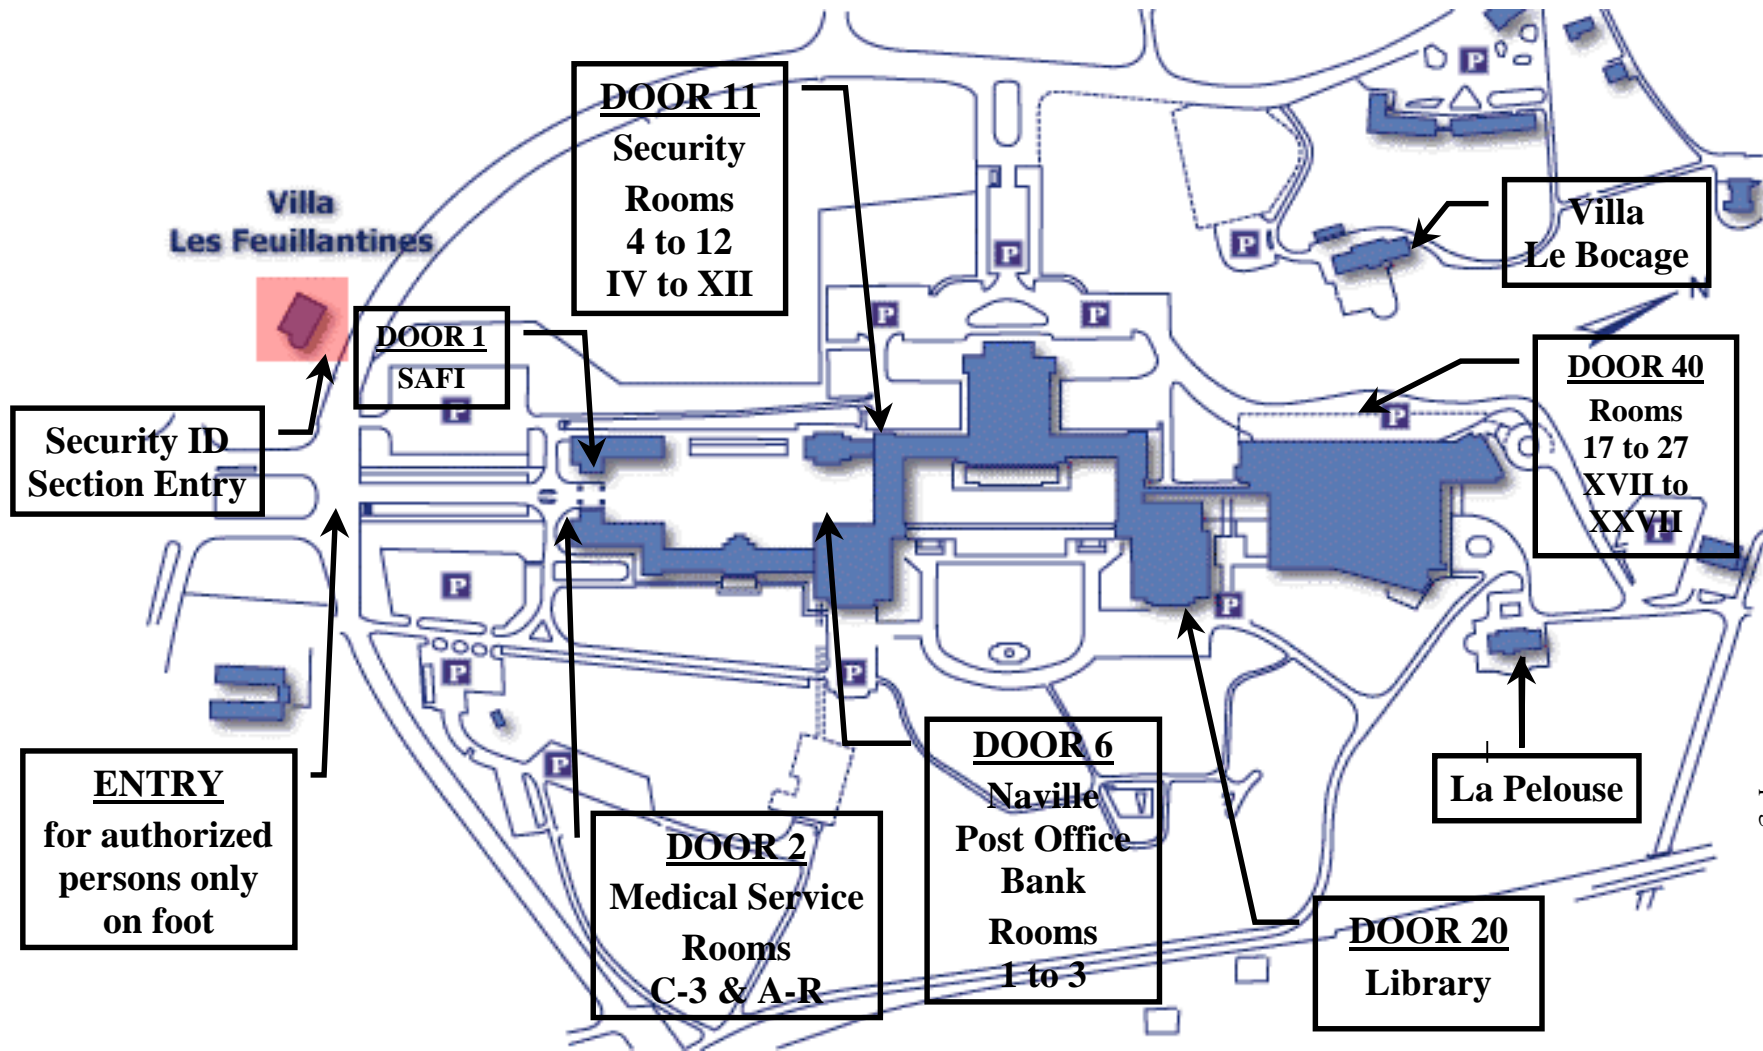 DOOR 11
Security
Rooms
4 to 12
IV to XII
Villa
Les Feuillantines
Villa
Le Bocage
N
DOOR 1
SAFI
DOOR 40
Rooms
17 to 27
XVII to
XXVII
Security ID
Section Entry
ENTRY
for authorized
persons only
on foot
DOOR 2
Medical Service
Rooms
C-3 & A-R
DOOR 6
Naville
Post Office
Bank
Rooms
1 to 3
La Pelouse
DOOR 20
Library
P
P
P
P
P
P
P
P
P
P
P
P
P